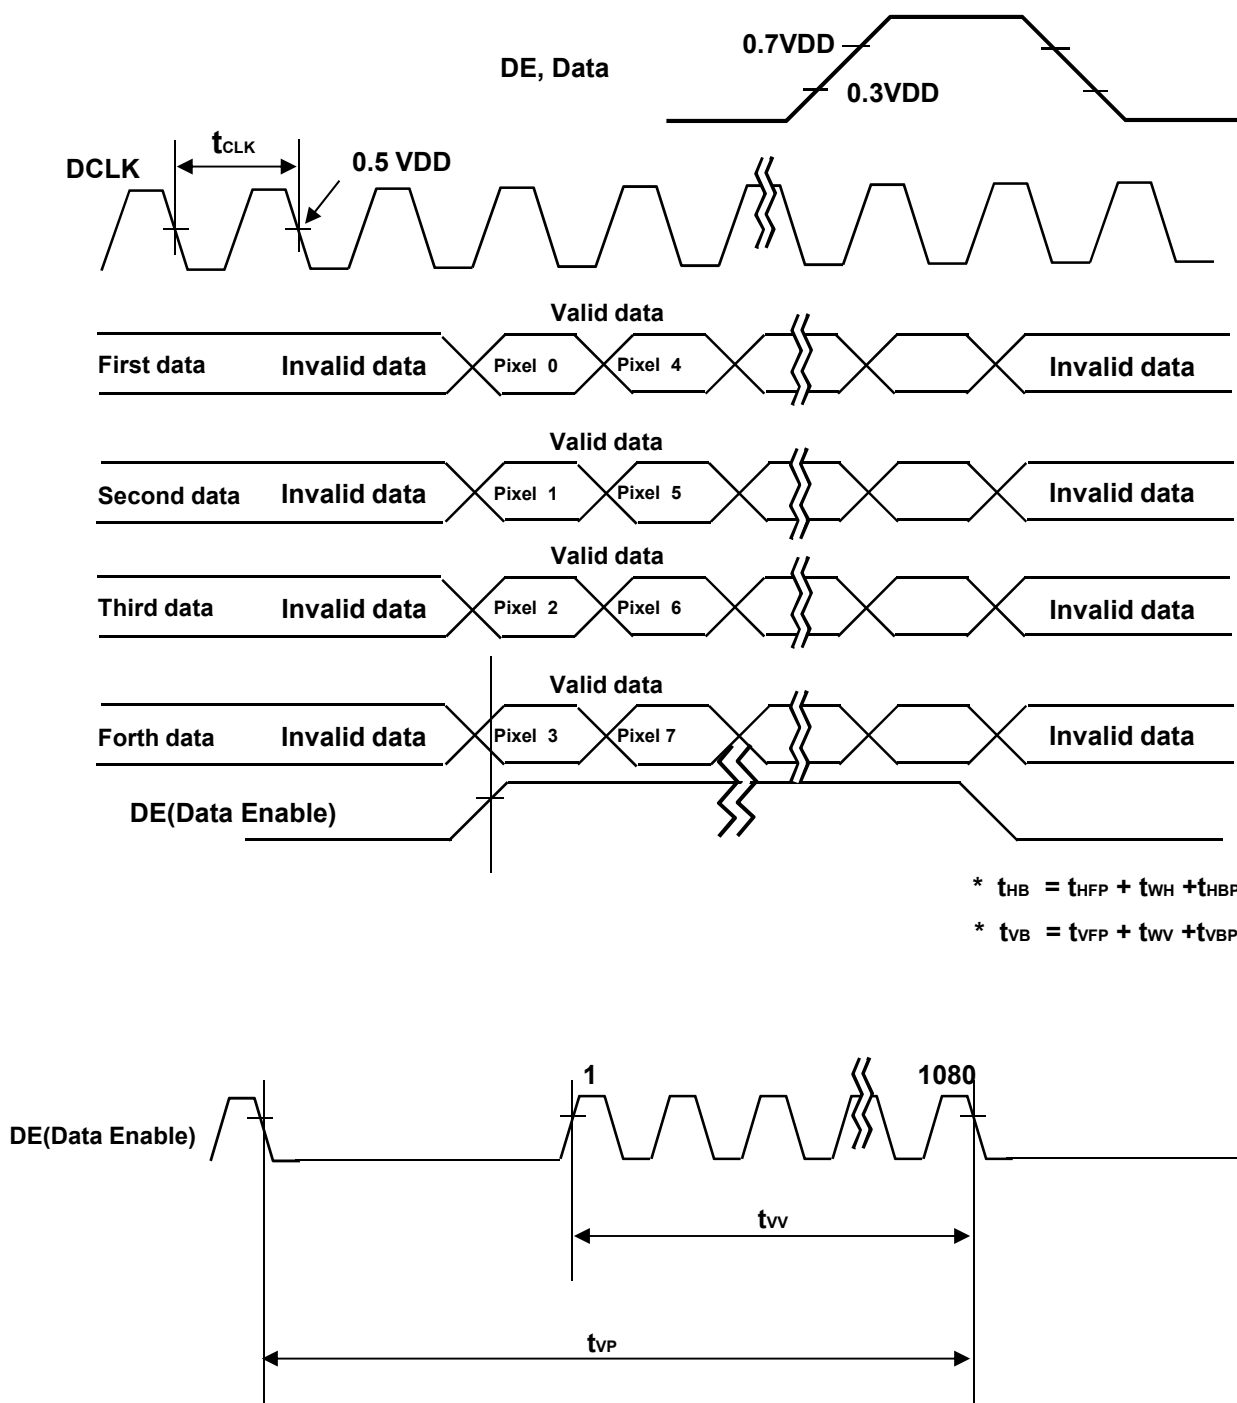 0.7VDD
DE, Data
0.3VDD
tCLK
DCLK
0.5 VDD
Valid data
First data Invalid data Pixel 0 Pixel 4 Invalid data
Valid data
Second data Invalid data Pixel 1 Pixel 5 Invalid data
Valid data
Third data Invalid data Pixel 2 Pixel 6 Invalid data
Valid data
Forth data Invalid data Pixel 3 Pixel 7 Invalid data
DE(Data Enable)
* tHB = tHFP + tWH +tHBP
* tVB = tVFP + tWV +tVBP
1 1080
DE(Data Enable)
tVV
tVP